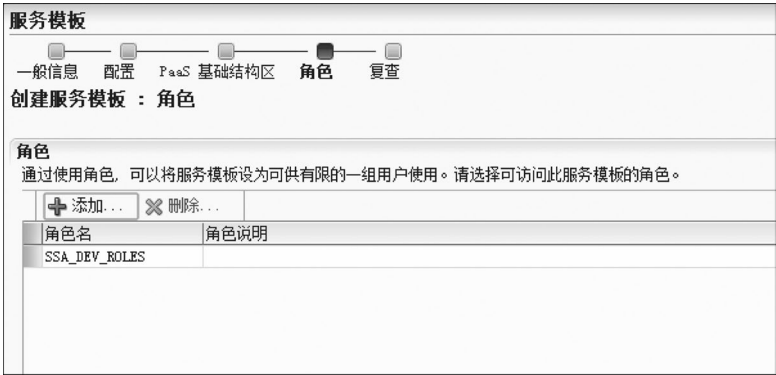 服务模板
一般信息 配置 PaaS 基础结构区 角色 复查
创建服务模板 : 角色
角色
通过使用角色, 可以将服务模板设为可供有限的一组用户使用。请选择可访问此服务模板的角色。
添加... 删除...
角色名 角色说明
SSA_DEV_ROLES